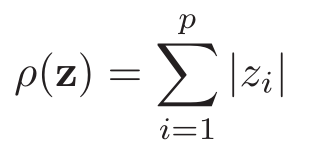 ρ(𝐳) = ∑_{i=1}^{p} |z_i|